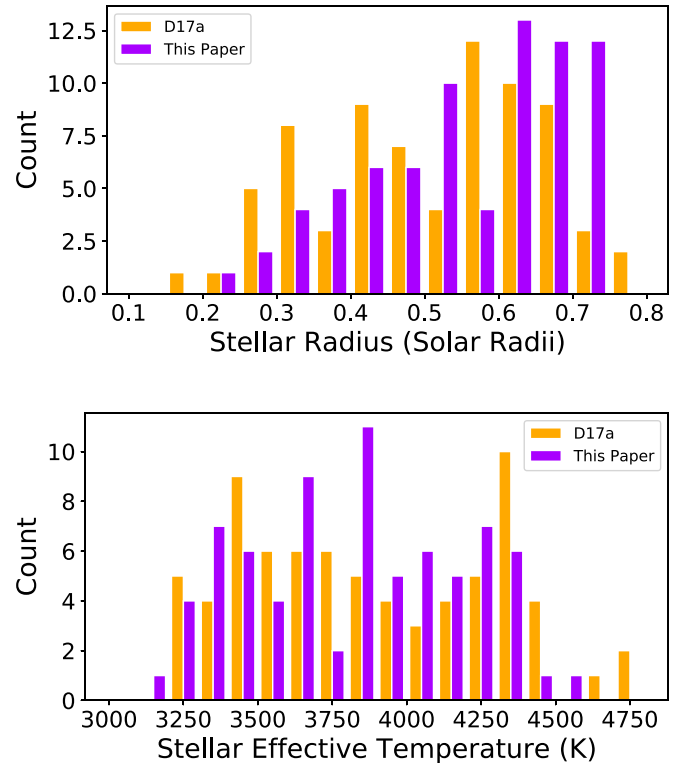 12.5
10.0
7.5
5.0
2.5
0.0
Count
D17a
This Paper
0.1 0.2 0.3 0.4 0.5 0.6 0.7 0.8
Stellar Radius (Solar Radii)
10
8
6
4
2
0
Count
D17a
This Paper
3000 3250 3500 3750 4000 4250 4500 4750
Stellar Effective Temperature (K)